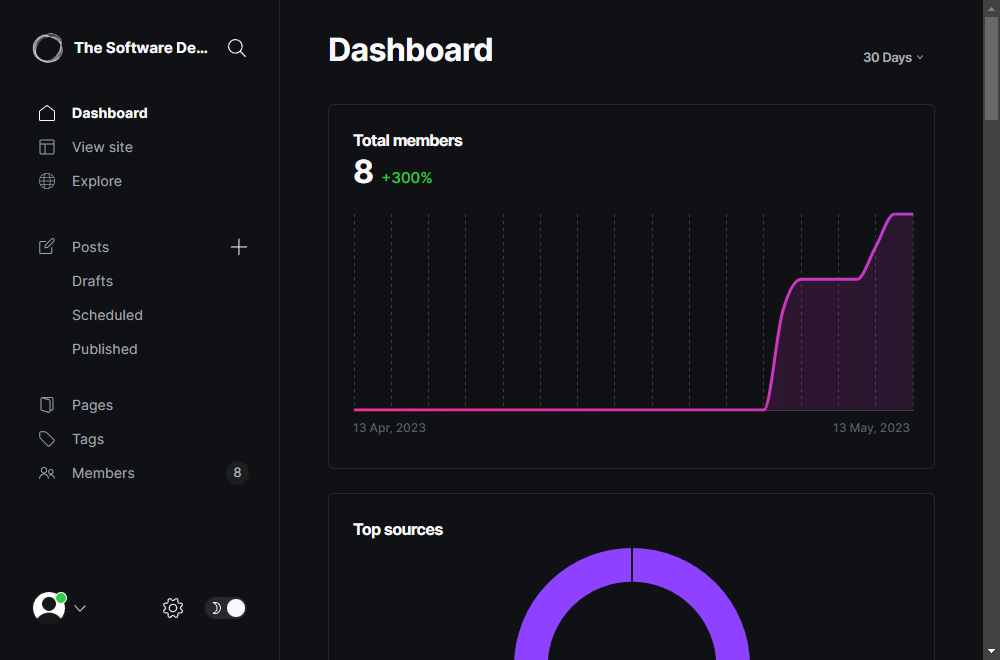 The Software De...
Dashboard
View site
Explore
Posts
Drafts
Scheduled
Published
Pages
Tags
Members
8
Dashboard
30 Days
Total members
8 +300%
13 Apr, 2023
13 May, 2023
Top sources